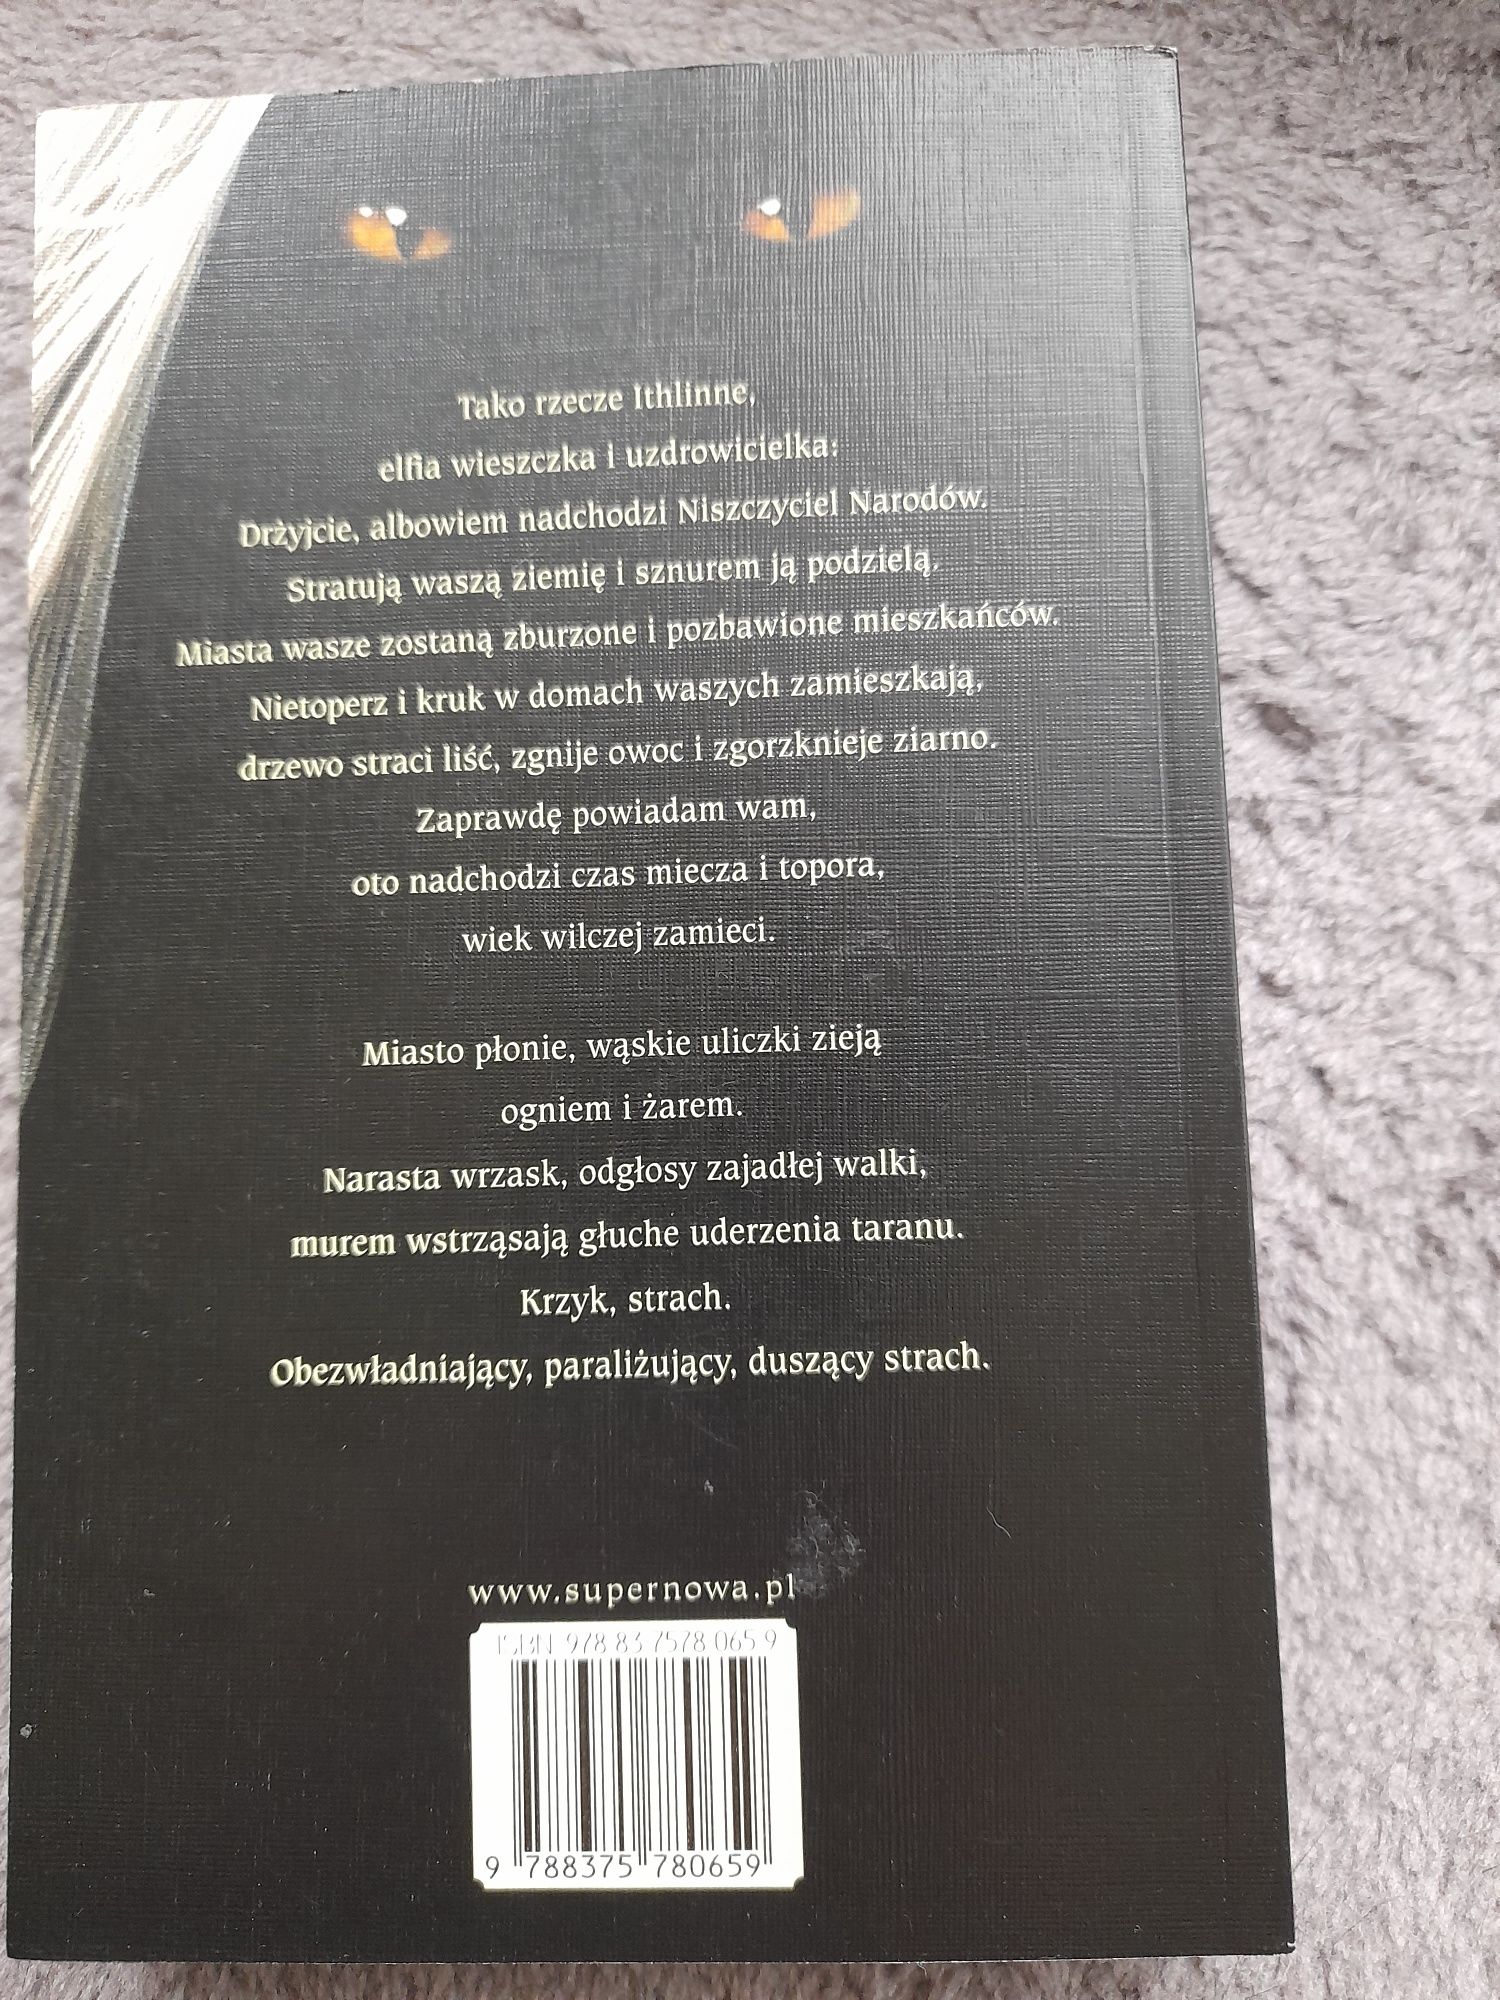 Tako rzecze Ithlinne,
elfia wieszczka i uzdrowicielka:
Drżyjcie, albowiem nadchodzi Niszczyciel Narodów.
Stratują waszą ziemię i sznurem ją podzielą.
Miasta wasze zostaną zburzone i pozbawione mieszkańców.
Nietoperz i kruk w domach waszych zamieszkają,
drzewo straci liść, zgnije owoc i zgorzknieje ziarno.
Zaprawdę powiadam wam,
oto nadchodzi czas miecza i topora,
wiek wilczej zamieci.
Miasto płonie, wąskie uliczki zieją
ogniem i żarem.
Narasta wrzask, odgłosy zajadłej walki,
murem wstrząsają głuche uderzenia taranu.
Krzyk, strach.
Obezwładniający, paraliżujący, duszący strach.
www.supernowa.pl
ISBN 978 83 7578 065 9
9 788375 780659